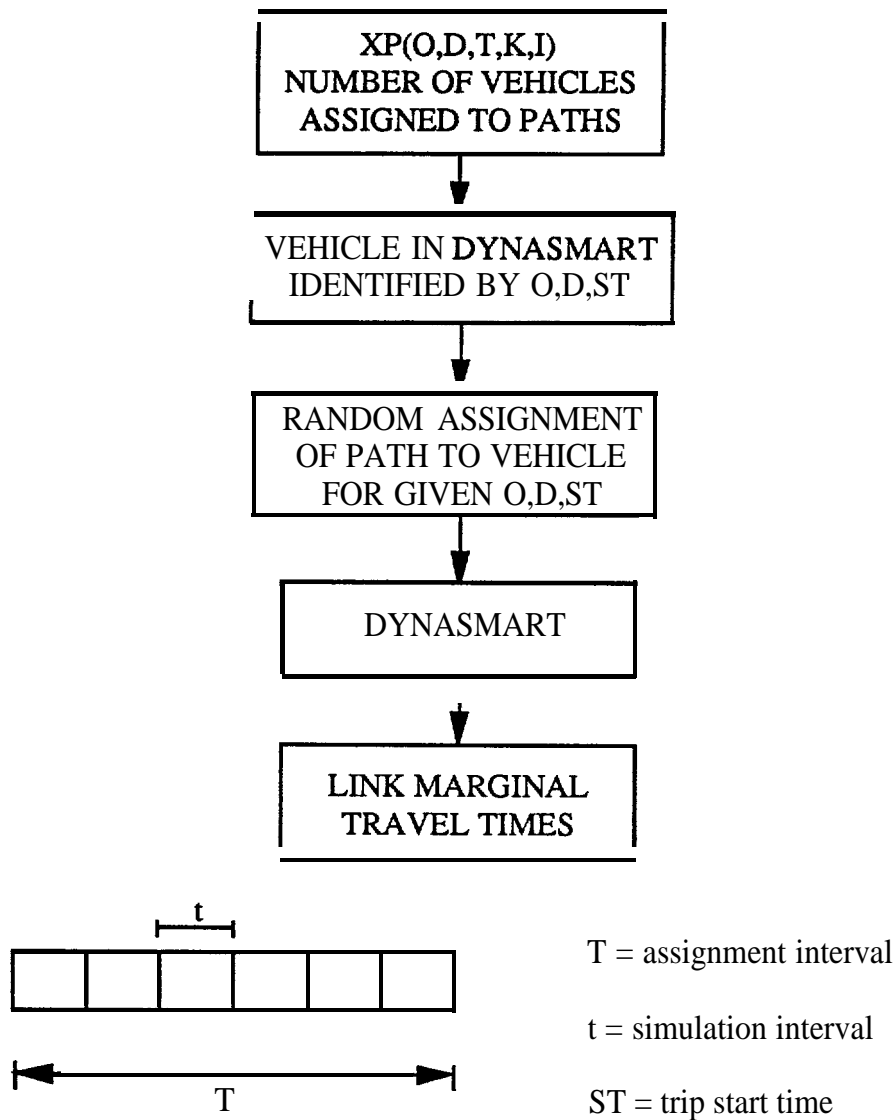 XP(O,D,T,K,I)
NUMBER OF VEHICLES
ASSIGNED TO PATHS
VEHICLE IN DYNASMART
IDENTIFIED BY O,D,ST
RANDOM ASSIGNMENT
OF PATH TO VEHICLE
FOR GIVEN O,D,ST
DYNASMART
LINK MARGINAL
TRAVEL TIMES
t
T
T = assignment interval
t = simulation interval
ST = trip start time